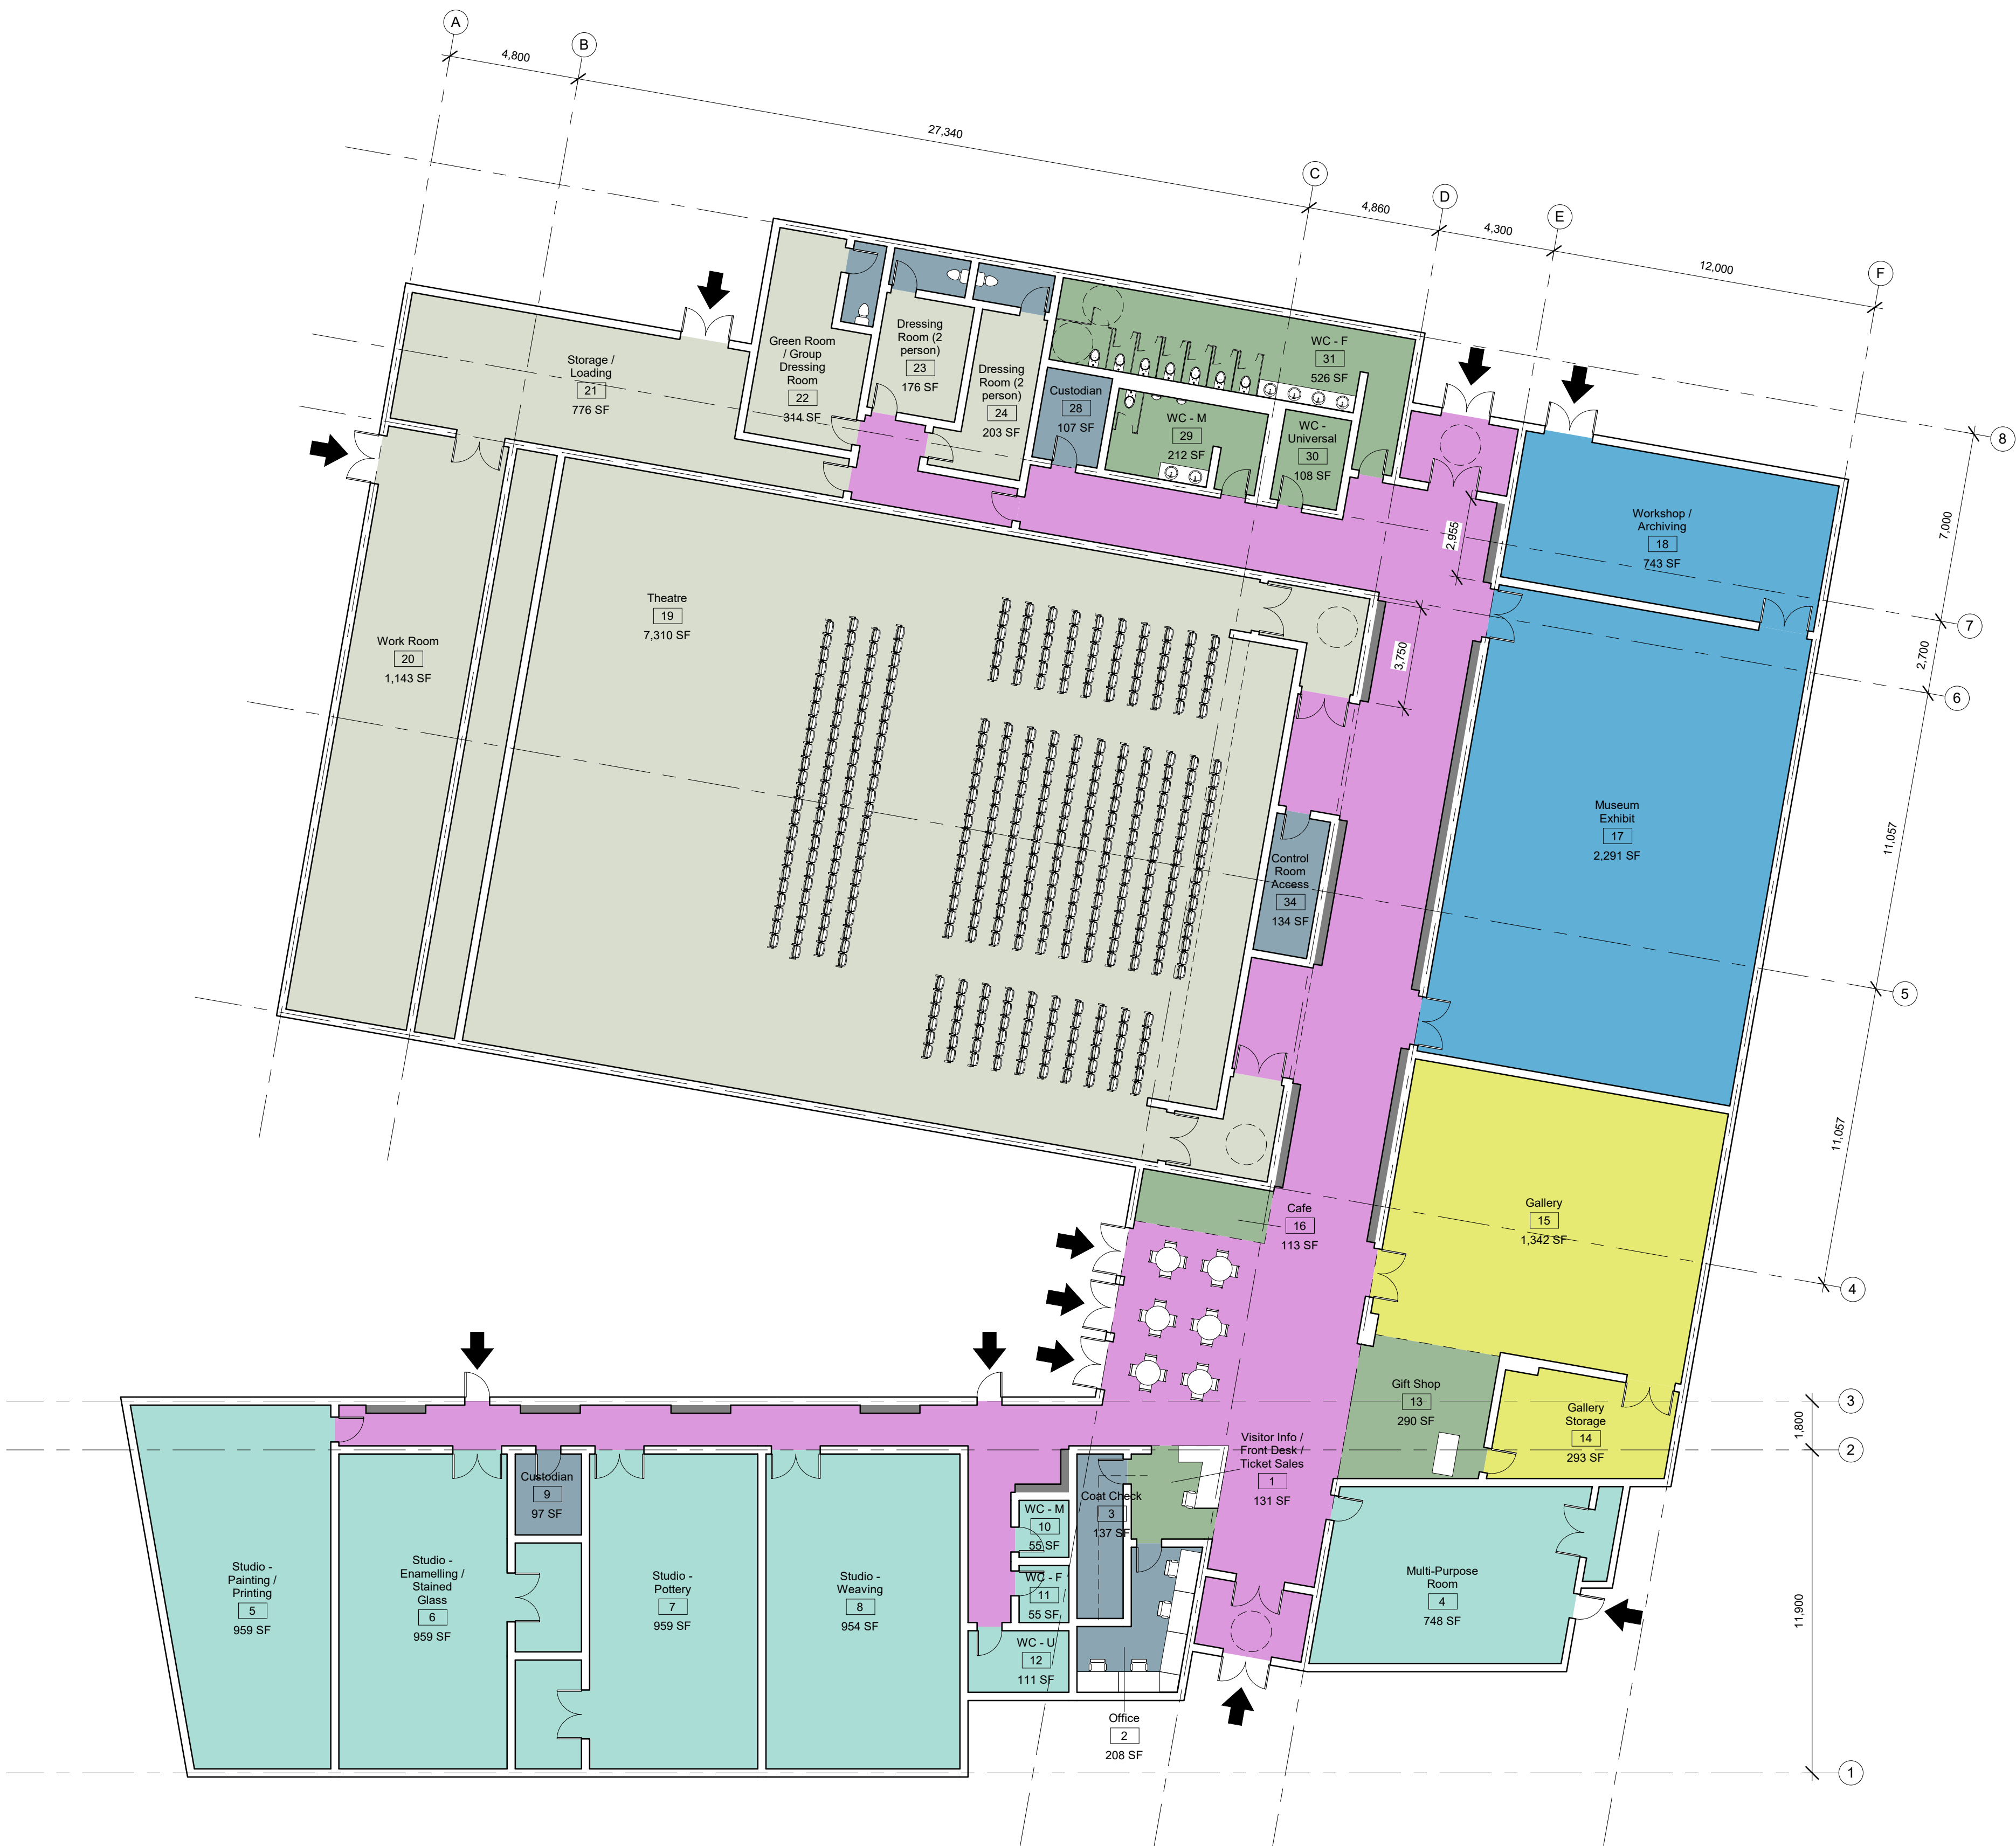 A
B
4,800
27,340
C
D
E
F
4,860
4,300
12,000
8
7
6
5
4
3
2
1
7,000
2,700
11,057
11,057
1,800
11,900
2,955
3,750
Storage /
Loading
21
776 SF
Green Room
/ Group
Dressing
Room
22
314 SF
Dressing
Room (2
person)
23
176 SF
Dressing
Room (2
person)
24
203 SF
Custodian
28
107 SF
WC - F
31
526 SF
WC - M
29
212 SF
WC -
Universal
30
108 SF
Workshop /
Archiving
18
743 SF
Theatre
19
7,310 SF
Work Room
20
1,143 SF
Museum
Exhibit
17
2,291 SF
Control
Room
Access
34
134 SF
Gallery
15
1,342 SF
Cafe
16
113 SF
Gift Shop
13
290 SF
Gallery
Storage
14
293 SF
Visitor Info /
Front Desk /
Ticket Sales
1
131 SF
Custodian
9
97 SF
Coat Check
3
137 SF
WC - M
10
55 SF
WC - F
11
55 SF
WC - U
12
111 SF
Studio -
Painting /
Printing
5
959 SF
Studio -
Enamelling /
Stained
Glass
6
959 SF
Studio -
Pottery
7
959 SF
Studio -
Weaving
8
954 SF
Multi-Purpose
Room
4
748 SF
Office
2
208 SF